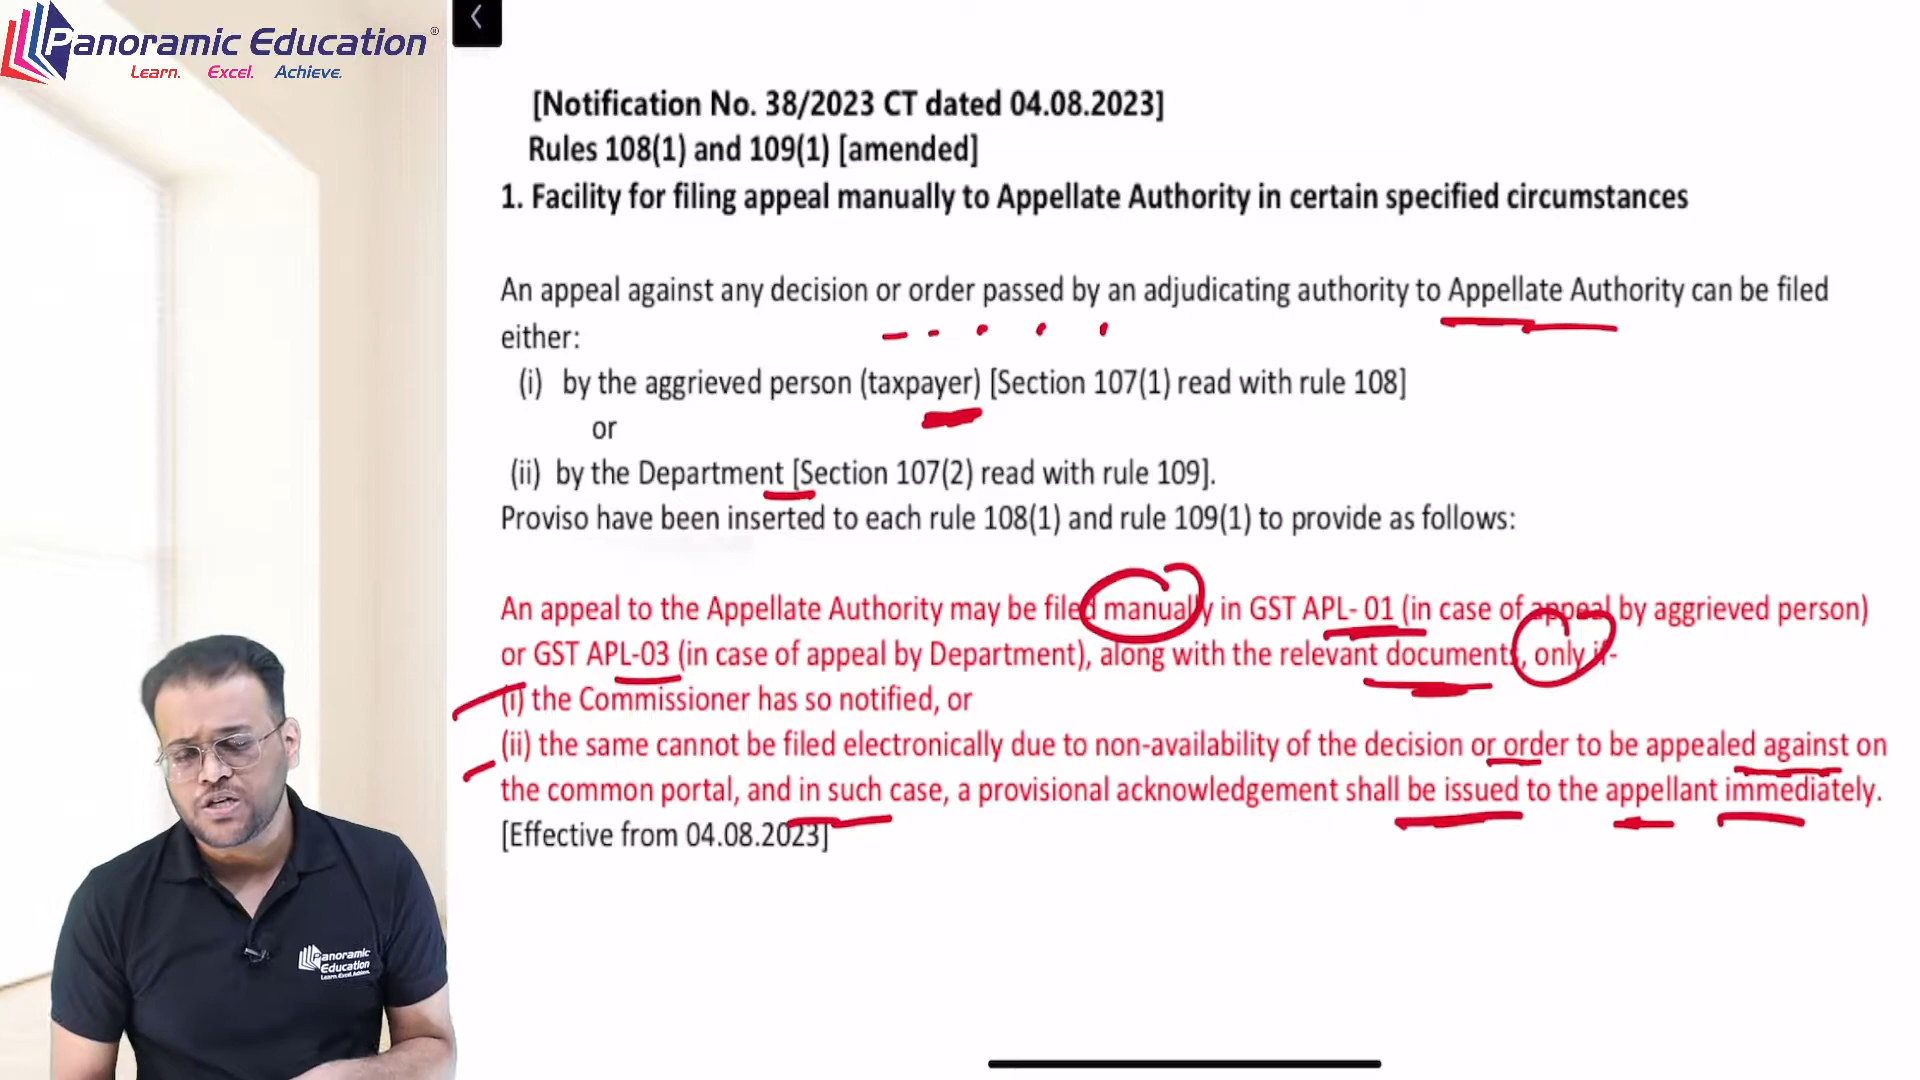 Panoramic Education®
Learn. Excel. Achieve.
[Notification No. 38/2023 CT dated 04.08.2023]
Rules 108(1) and 109(1) [amended]
1. Facility for filing appeal manually to Appellate Authority in certain specified circumstances
An appeal against any decision or order passed by an adjudicating authority to Appellate Authority can be filed
either:
(i) by the aggrieved person (taxpayer) [Section 107(1) read with rule 108]
or
(ii) by the Department [Section 107(2) read with rule 109].
Proviso have been inserted to each rule 108(1) and rule 109(1) to provide as follows:
An appeal to the Appellate Authority may be filed manually in GST APL- 01 (in case of appeal by aggrieved person)
or GST APL-03 (in case of appeal by Department), along with the relevant documents, only if-
(i) the Commissioner has so notified, or
(ii) the same cannot be filed electronically due to non-availability of the decision or order to be appealed against on
the common portal, and in such case, a provisional acknowledgement shall be issued to the appellant immediately.
[Effective from 04.08.2023]
Panoramic
Education
Learn. Excel. Achieve.